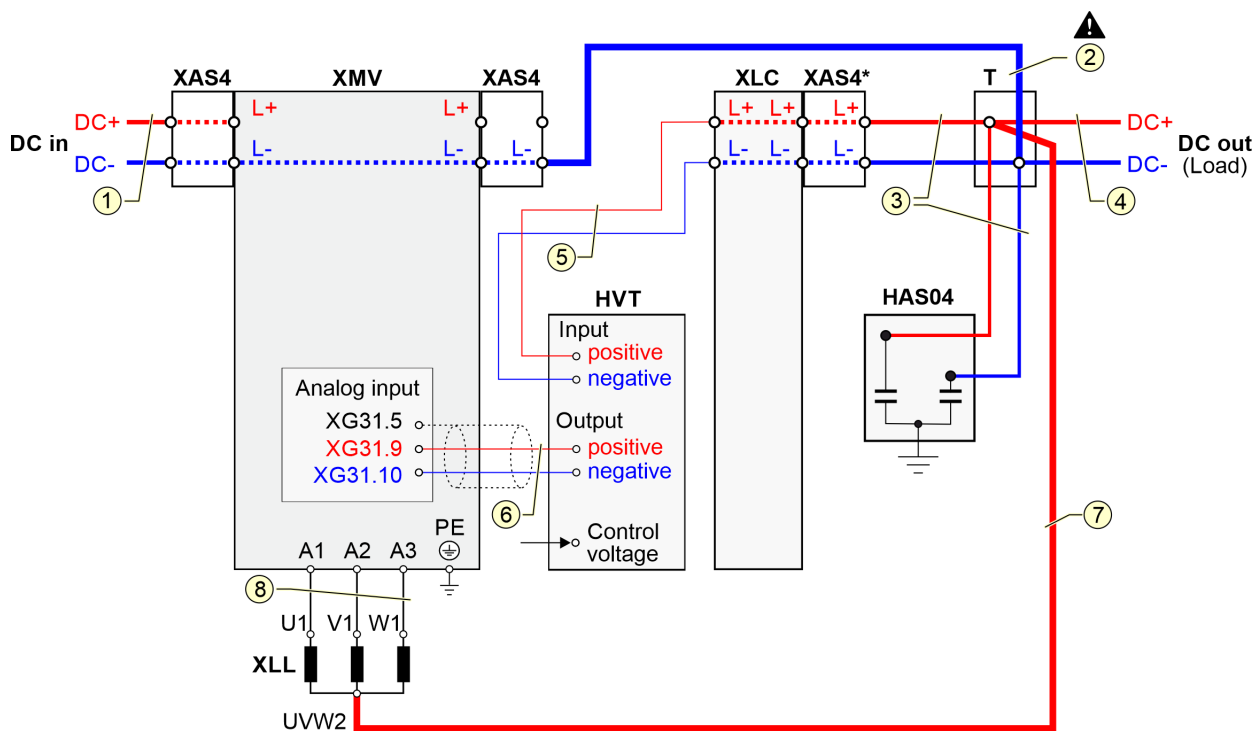 2
XAS4 XMV XAS4 XLC XAS4* T
L+ L+ L+ L+ L+
DC+ DC+
DC in DC out
DC- L- L- L- L- L- L- DC- (Load)
1 3 4
5
HVT HAS04
Input
positive
negative
Analog input
XG31.5 Output
XG31.9 positive
XG31.10 negative
6 7
PE Control
A1 A2 A3 voltage
8
U1 V1 W1
XLL
UVW2